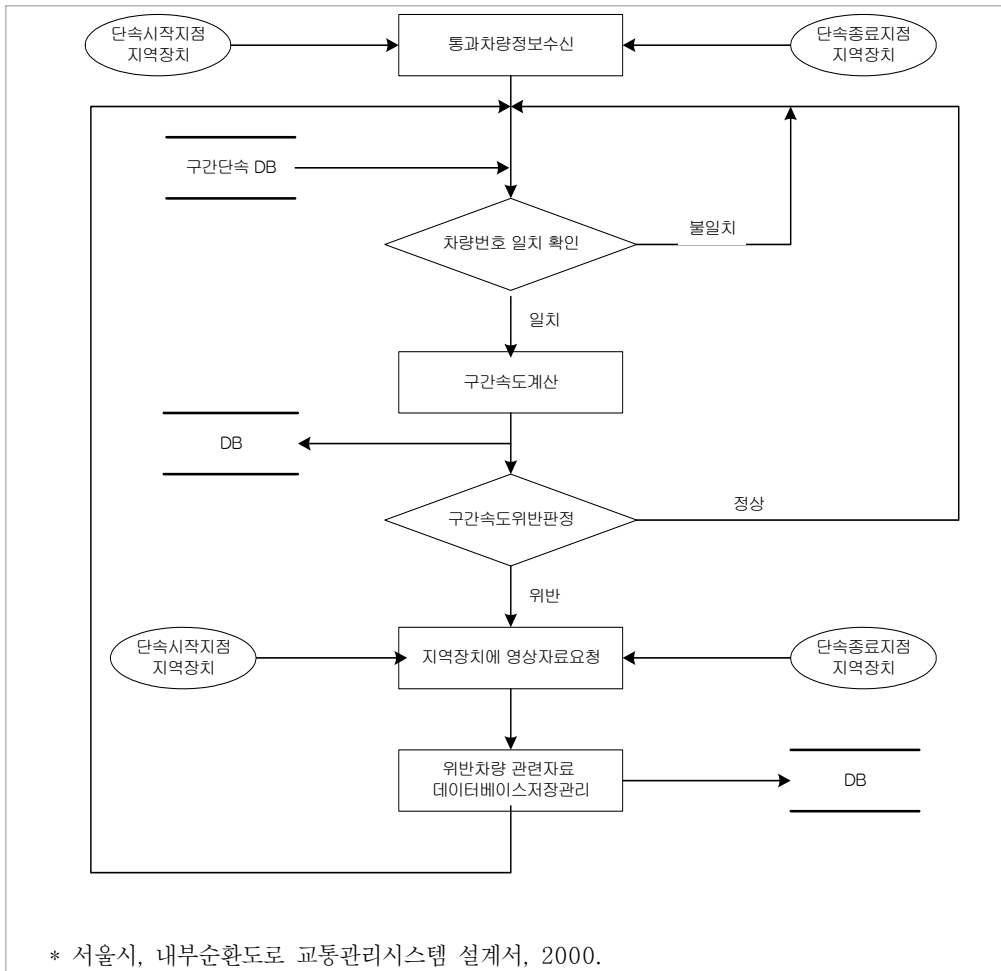 단속시작지점
지역장치
통과차량정보수신
단속종료지점
지역장치
구간단속 DB
차량번호 일치 확인
불일치
일치
구간속도계산
DB
구간속도위반판정
정상
위반
단속시작지점
지역장치
지역장치에 영상자료요청
단속종료지점
지역장치
위반차량 관련자료
데이터베이스저장관리
DB
* 서울시, 내부순환도로 교통관리시스템 설계서, 2000.